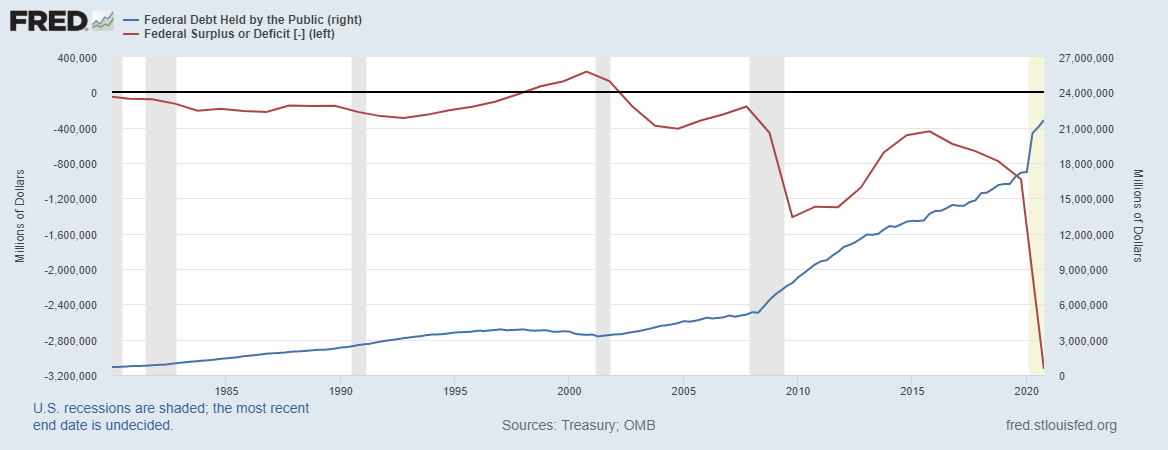 FRED
Federal Debt Held by the Public (right)
Federal Surplus or Deficit [-] (left)
400,000
0
-400,000
-800,000
-1,200,000
-1,600,000
-2,000,000
-2,400,000
-2,800,000
-3,200,000
Millions of Dollars
27,000,000
24,000,000
21,000,000
18,000,000
15,000,000
12,000,000
9,000,000
6,000,000
3,000,000
0
Millions of Dollars
1985 1990 1995 2000 2005 2010 2015 2020
U.S. recessions are shaded; the most recent
end date is undecided.
Sources: Treasury; OMB
fred.stlouisfed.org